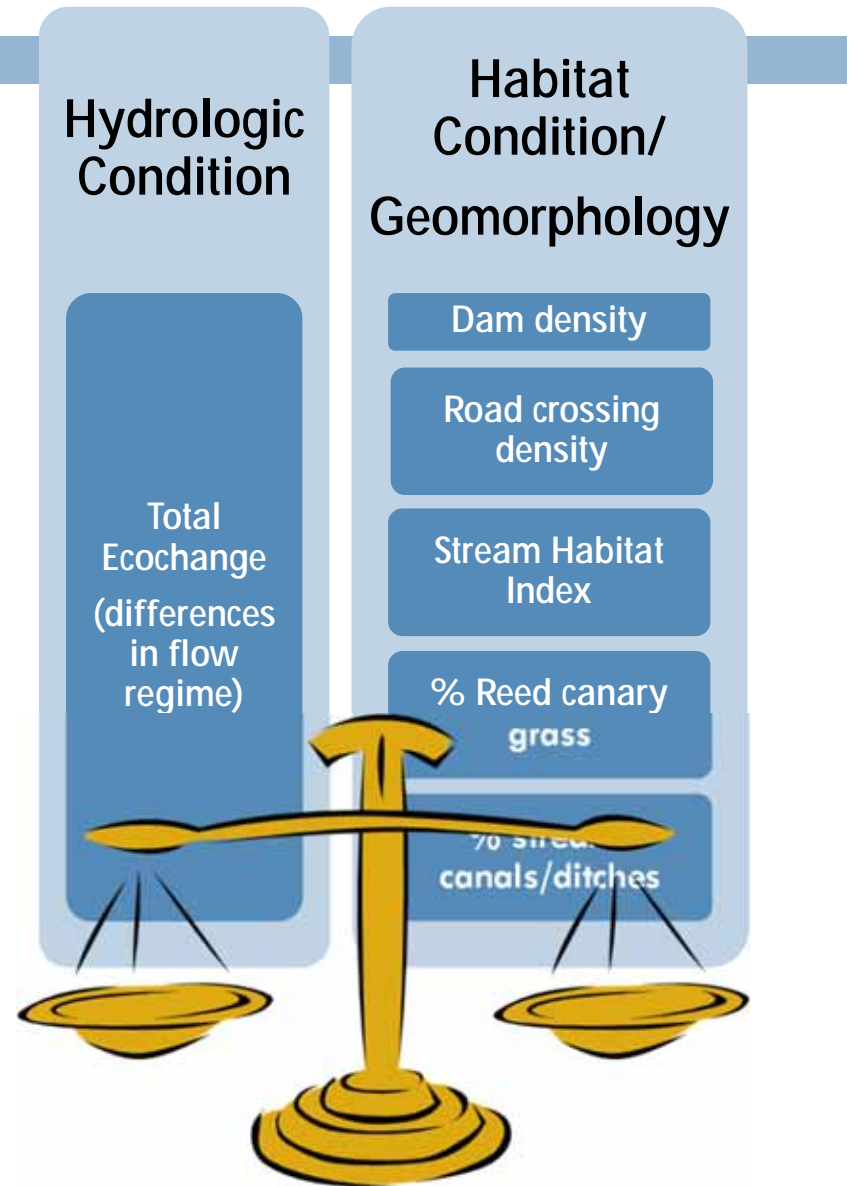 Hydrologic
Condition
Total
Ecochange
(differences
in flow
regime)
Habitat
Condition/
Geomorphology
Dam density
Road crossing
density
Stream Habitat
Index
% Reed canary
grass
%
canals/ditches